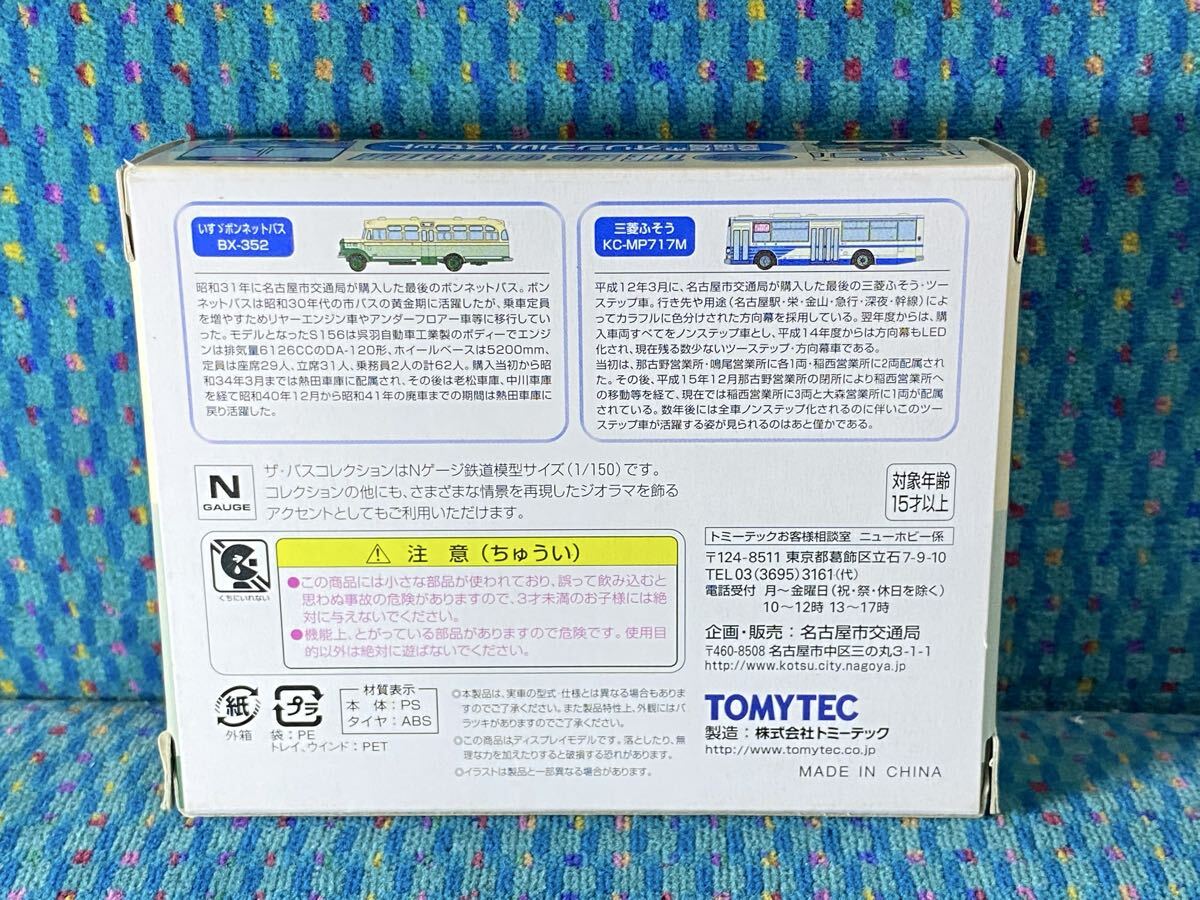 THE BUS COLLECTION
オリジナルバスセット
いすゞボンネットバス
BX-352
昭和31年に名古屋市交通局が購入した最後のボンネットバス。ボ
ンネットバスは昭和30年代の市バスの黄金期に活躍したが、乗車定員
を増やすためリヤーエンジン車やアンダーフロアー車等に移行してい
った。モデルとなったS156は呉羽自動車工業製のボディーでエンジ
ンは排気量6126CCのDA-120形、ホイールベースは5200mm、
定員は座席29人、立席31人、乗務員2人の計62人。購入当初から昭
和34年3月までは熱田車庫に配属され、その後は老松車庫、中川車庫
を経て昭和40年12月から昭和41年の廃車までの期間は熱田車庫に
戻り活躍した。
三菱ふそう
KC-MP717M
平成12年3月に、名古屋市交通局が購入した最後の三菱ふそう・ツー
ステップ車。行き先や用途(名古屋駅・栄・金山・急行・深夜・幹線)によ
ってカラフルに色分けされた方向幕を採用している。翌年度からは、購
入車両すべてをノンステップ車とし、平成14年度からは方向幕もLED
化され、現在残る数少ないツーステップ・方向幕車である。
当初は、那古野営業所・鳴尾営業所に各1両・稲西営業所に2両配属され
た。その後、平成15年12月那古野営業所の閉所により稲西営業所へ
の移動等を経て、現在では稲西営業所に3両と大森営業所に1両が配属
されている。数年後には全車ノンステップ化されるのに伴いこのツー
ステップ車が活躍する姿が見られるのはあと僅かである。
N
GAUGE
ザ・バスコレクションはNゲージ鉄道模型サイズ(1/150)です。
コレクションの他にも、さまざまな情景を再現したジオラマを飾る
アクセントとしてもご利用いただけます。
対象年齢
15才以上
くちにいれない
注 意(ちゅうい)
●この商品には小さな部品が使われており、誤って飲み込むと
思わぬ事故の危険がありますので、3才未満のお子様には絶
対に与えないでください。
●機能上、とがっている部品がありますので危険です。使用目
的以外は絶対に遊ばないでください。
トミーテックお客様相談室 ニューホビー係
〒124-8511 東京都葛飾区立石7-9-10
TEL 03(3695)3161(代)
電話受付 月〜金曜日(祝・祭・休日を除く)
10〜12時 13〜17時
企画・販売：名古屋市交通局
〒460-8508 名古屋市中区三の丸3-1-1
http://www.kotsu.city.nagoya.jp
紙
外箱
プラ
袋：PE
トレイ、ウインド：PET
材質表示
本 体：PS
タイヤ：ABS
◎本製品は、実車の型式・仕様とは異なる場合もありま
すのでご了承ください。また製品特性上、外観にはバ
ラツキがありますのでご了承ください。
◎この商品はディスプレイモデルです。落としたり、無
理な力を加えたりすると破損する恐れがあります。
◎イラストは製品と一部異なる場合があります。
TOMYTEC
製造：株式会社トミーテック
http://www.tomytec.co.jp
MADE IN CHINA